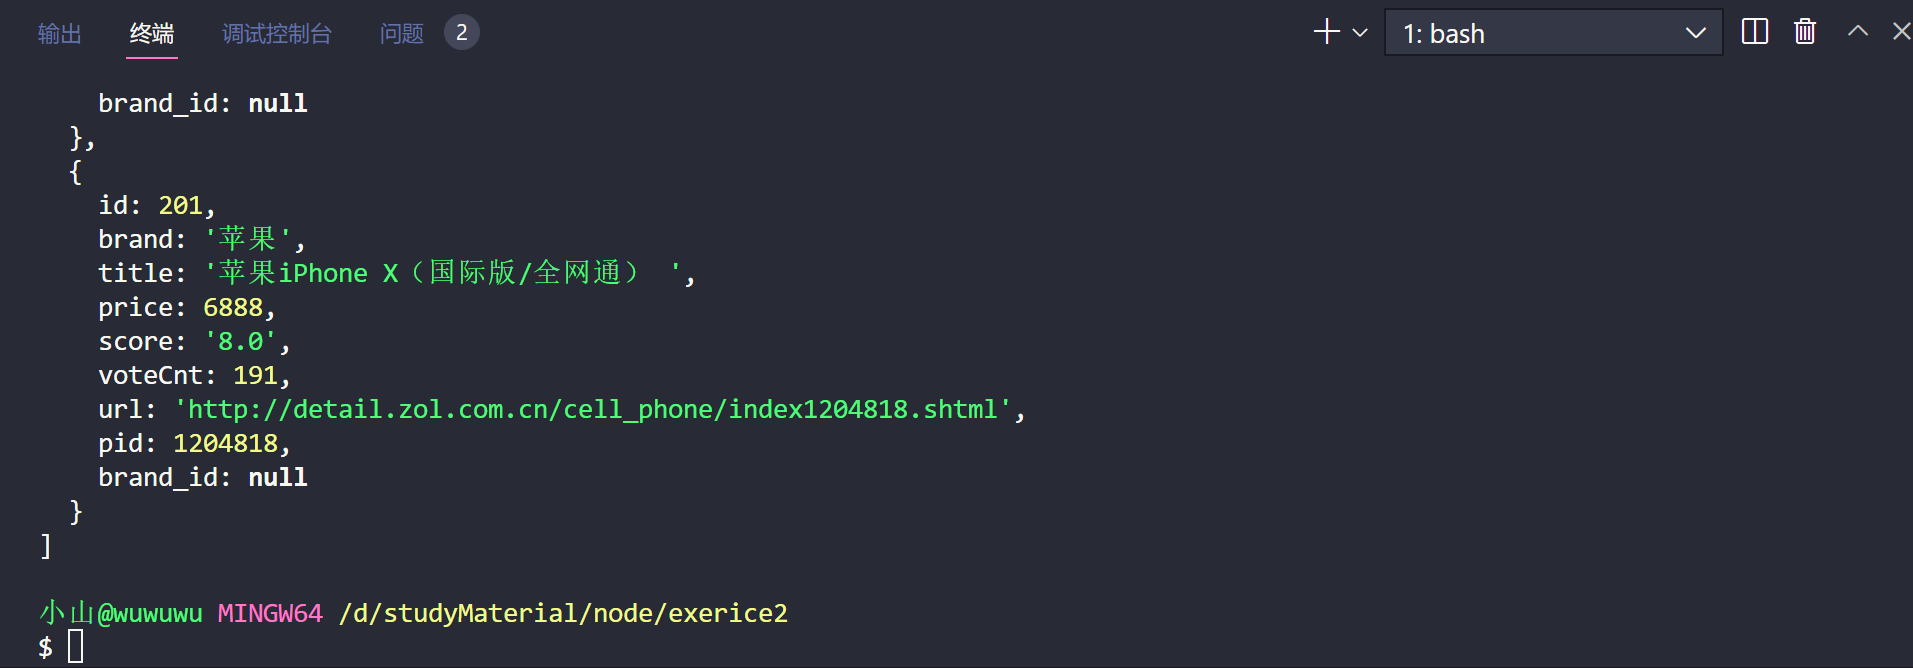 输出 终端 调试控制台 问题 2 1: bash
brand_id: null
},
{
id: 201,
brand: '苹果',
title: '苹果iPhone X（国际版/全网通） ',
price: 6888,
score: '8.0',
voteCnt: 191,
url: 'http://detail.zol.com.cn/cell_phone/index1204818.shtml',
pid: 1204818,
brand_id: null
}
]
小山@wuwuwu MINGW64 /d/studyMaterial/node/exerice2
$